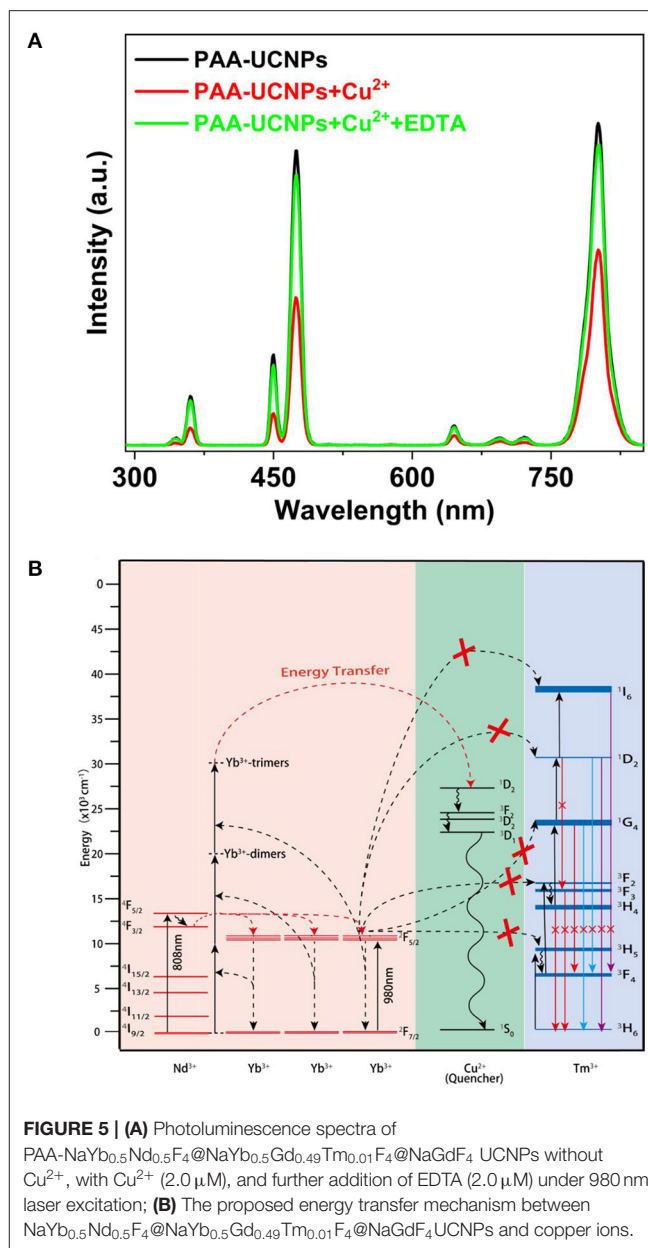 A
PAA-UCNPs
PAA-UCNPs+Cu²⁺
PAA-UCNPs+Cu²⁺+EDTA
Intensity (a.u.)
300 450 600 750
Wavelength (nm)
B
0
45
40
35
30
25
20
15
10
5
0
Energy (x10³ cm⁻¹)
Energy Transfer
Yb³⁺-trimers
Yb³⁺-dimers
⁴F₅/₂
⁴F₃/₂
⁴I₁₅/₂
⁴I₁₃/₂
⁴I₁₁/₂
⁴I₉/₂
808nm
980nm
²F₅/₂
²F₇/₂
¹D₂
³F₂
³D₂
³D₁
¹S₀
¹I₆
¹D₂
¹G₄
³F₂
³F₃
³H₄
³H₅
³F₄
³H₆
Nd³⁺ Yb³⁺ Yb³⁺ Yb³⁺ Cu²⁺ Tm³⁺
(Quencher)
FIGURE 5 | (A) Photoluminescence spectra of
PAA-NaYb₀.₅Nd₀.₅F₄@NaYb₀.₅Gd₀.₄₉Tm₀.₀₁F₄@NaGdF₄ UCNPs without
Cu²⁺, with Cu²⁺ (2.0 μM), and further addition of EDTA (2.0 μM) under 980 nm
laser excitation; (B) The proposed energy transfer mechanism between
NaYb₀.₅Nd₀.₅F₄@NaYb₀.₅Gd₀.₄₉Tm₀.₀₁F₄@NaGdF₄UCNPs and copper ions.